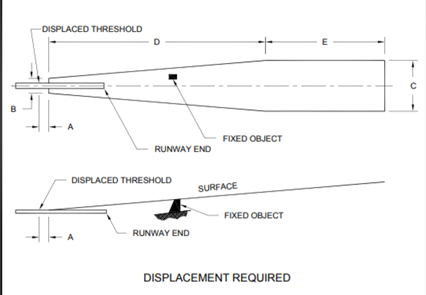 DISPLACED THRESHOLD
D
E
B
C
A
FIXED OBJECT
RUNWAY END
DISPLACED THRESHOLD
SURFACE
FIXED OBJECT
A
RUNWAY END
DISPLACEMENT REQUIRED